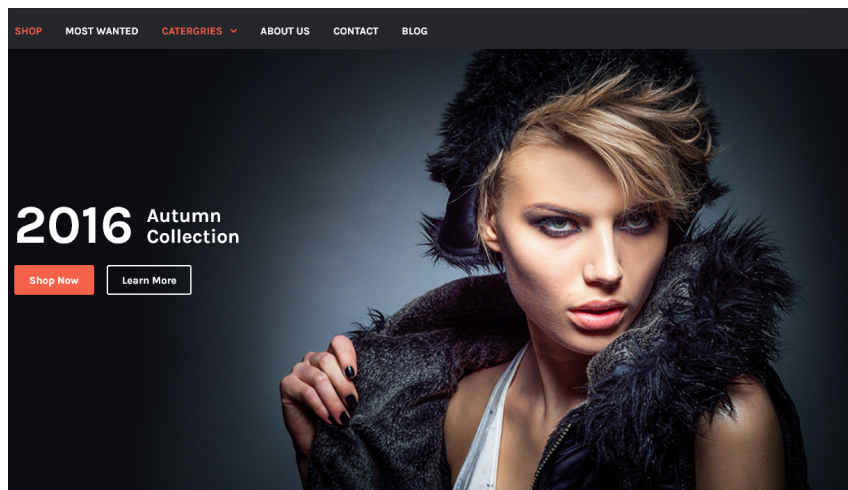 SHOP MOST WANTED CATERGRIES ABOUT US CONTACT BLOG
2016 Autumn
Collection
Shop Now Learn More